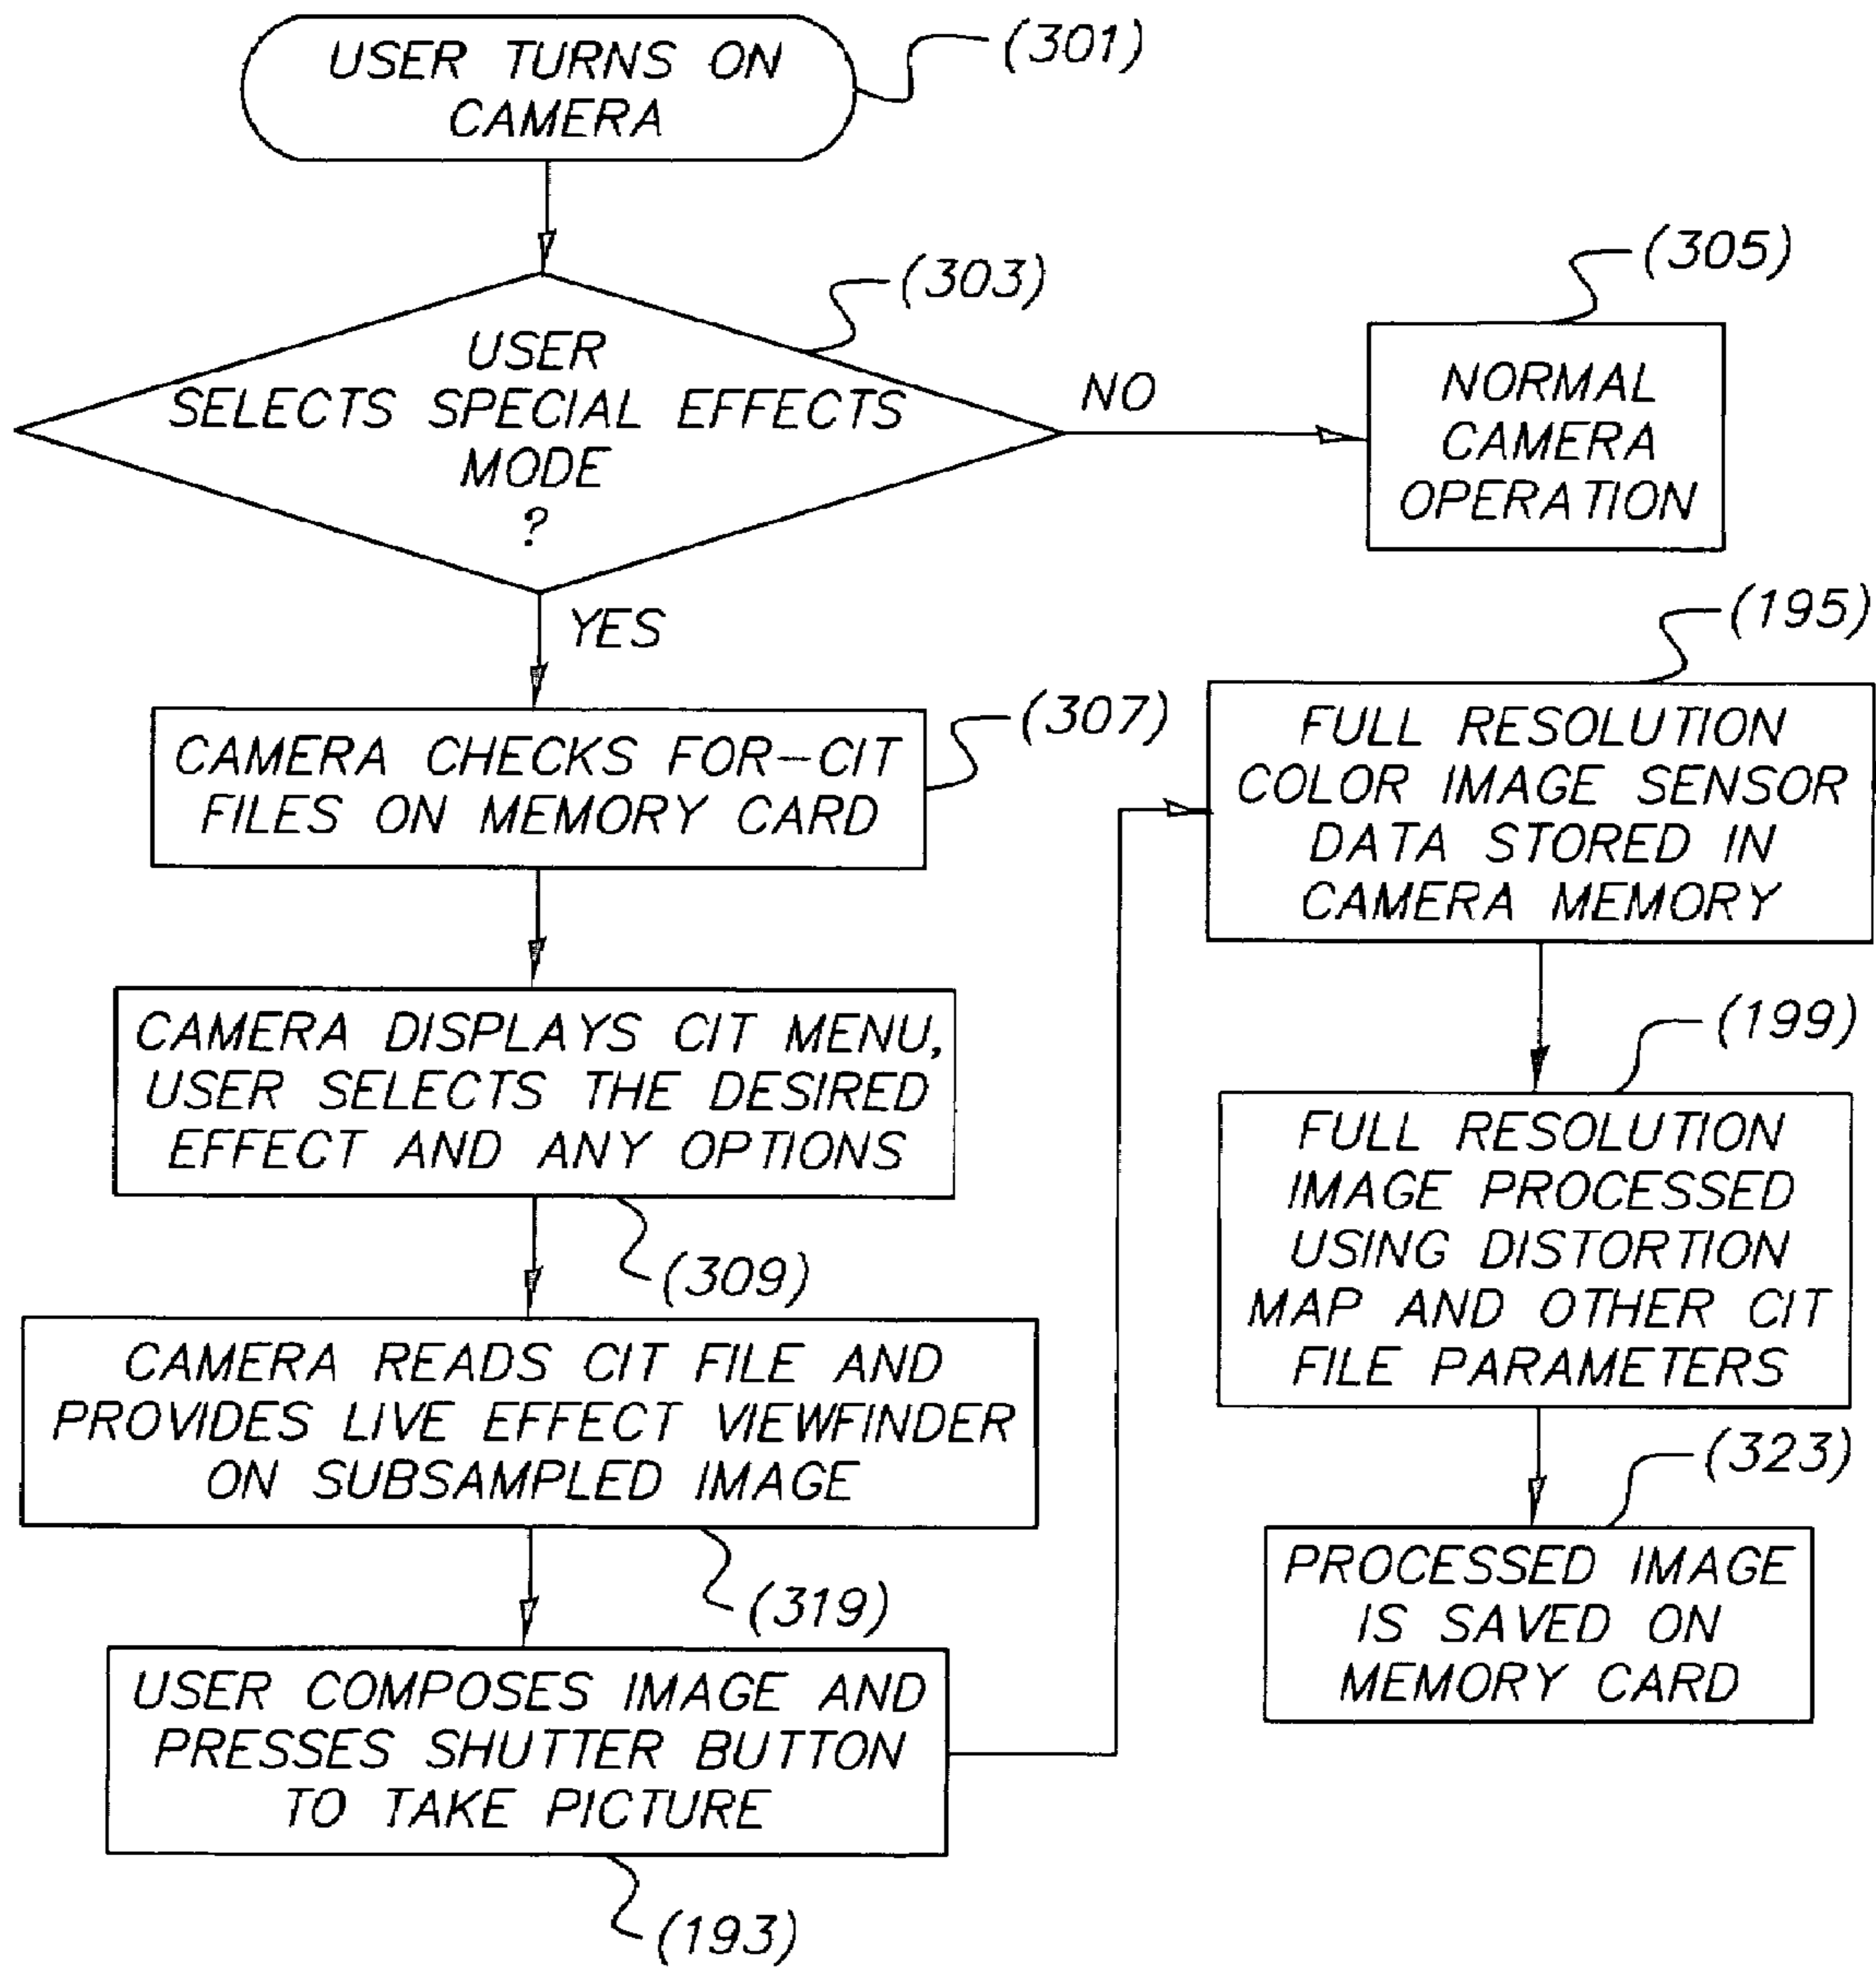 USER TURNS ON
CAMERA
(301)
USER
SELECTS SPECIAL EFFECTS
MODE
?
(303)
NO
NORMAL
CAMERA
OPERATION
(305)
YES
CAMERA CHECKS FOR-CIT
FILES ON MEMORY CARD
(307)
CAMERA DISPLAYS CIT MENU,
USER SELECTS THE DESIRED
EFFECT AND ANY OPTIONS
(309)
CAMERA READS CIT FILE AND
PROVIDES LIVE EFFECT VIEWFINDER
ON SUBSAMPLED IMAGE
(319)
USER COMPOSES IMAGE AND
PRESSES SHUTTER BUTTON
TO TAKE PICTURE
(193)
(195)
FULL RESOLUTION
COLOR IMAGE SENSOR
DATA STORED IN
CAMERA MEMORY
(199)
FULL RESOLUTION
IMAGE PROCESSED
USING DISTORTION
MAP AND OTHER CIT
FILE PARAMETERS
(323)
PROCESSED IMAGE
IS SAVED ON
MEMORY CARD